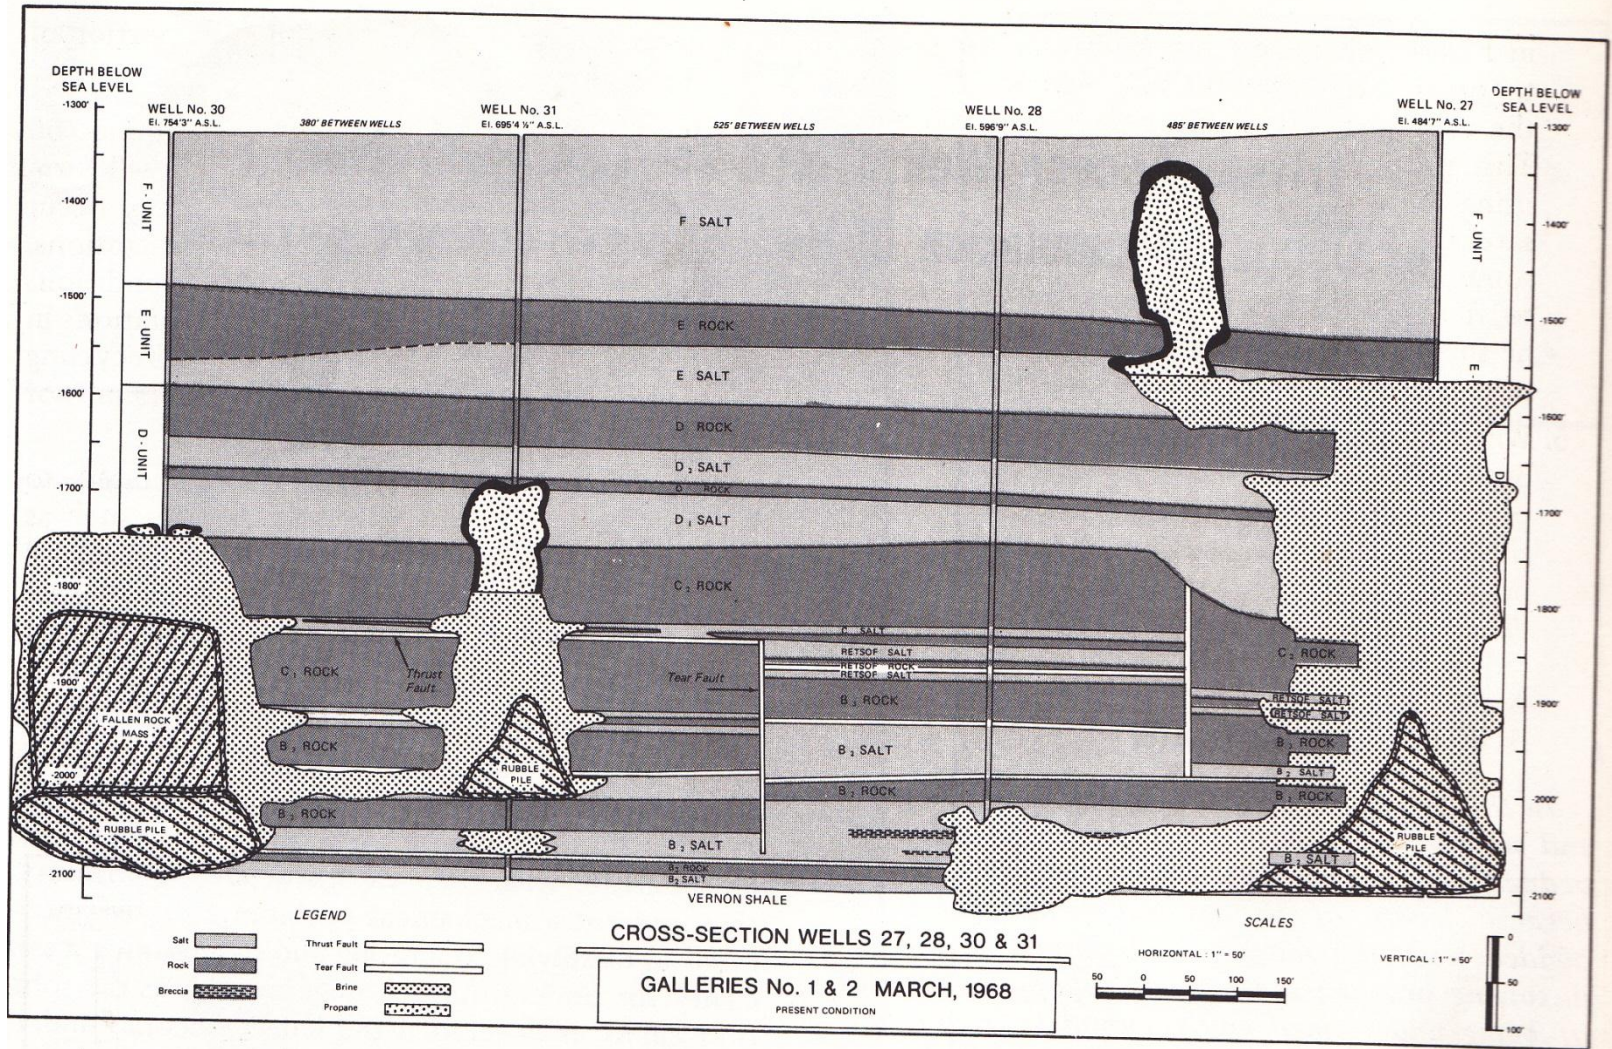 DEPTH BELOW
SEA LEVEL
WELL No. 30
El. 754'3" A.S.L.
380' BETWEEN WELLS
WELL No. 31
El. 695'4 ½" A.S.L.
525' BETWEEN WELLS
WELL No. 28
El. 596'9" A.S.L.
485' BETWEEN WELLS
WELL No. 27
El. 484'7" A.S.L.
DEPTH BELOW
SEA LEVEL
-1300'
-1400'
-1500'
-1600'
-1700'
-1800'
-1900'
-2000'
-2100'
F - UNIT
E - UNIT
D - UNIT
F SALT
E ROCK
E SALT
D ROCK
D2 SALT
ROCK
D1 SALT
C2 ROCK
C SALT
RETSOF SALT
RETSOF ROCK
RETSOF SALT
B3 ROCK
B3 SALT
B2 ROCK
B2 SALT
B2 ROCK
B2 SALT
VERNON SHALE
C1 ROCK
Thrust
Fault
Tear Fault
B3 ROCK
FALLEN ROCK
MASS
RUBBLE PILE
RUBBLE
PILE
C2 ROCK
RETSOF SALT
RETSOF SALT
B3 ROCK
B2 SALT
B2 ROCK
B2 SALT
RUBBLE
PILE
F - UNIT
E -
D
-1300'
-1400'
-1500'
-1600'
-1700'
-1800'
-1900'
-2000'
-2100'
LEGEND
Salt
Rock
Breccia
Thrust Fault
Tear Fault
Brine
Propane
CROSS-SECTION WELLS 27, 28, 30 & 31
GALLERIES No. 1 & 2 MARCH, 1968
PRESENT CONDITION
SCALES
HORIZONTAL : 1" = 50'
50 0 50 100' 150'
VERTICAL : 1" = 50'
0
50
100'